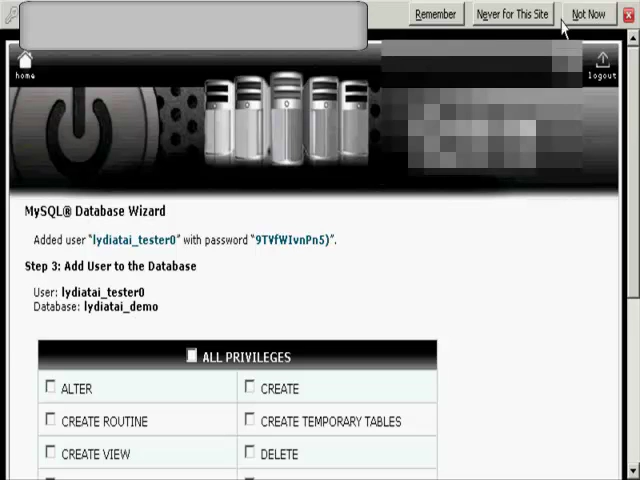 Remember Never for This Site Not Now
home
logout
MySQL® Database Wizard
Added user "lydiatai_tester0" with password "9TVfWIvnPn5)".
Step 3: Add User to the Database
User: lydiatai_tester0
Database: lydiatai_demo
ALL PRIVILEGES
ALTER CREATE
CREATE ROUTINE CREATE TEMPORARY TABLES
CREATE VIEW DELETE